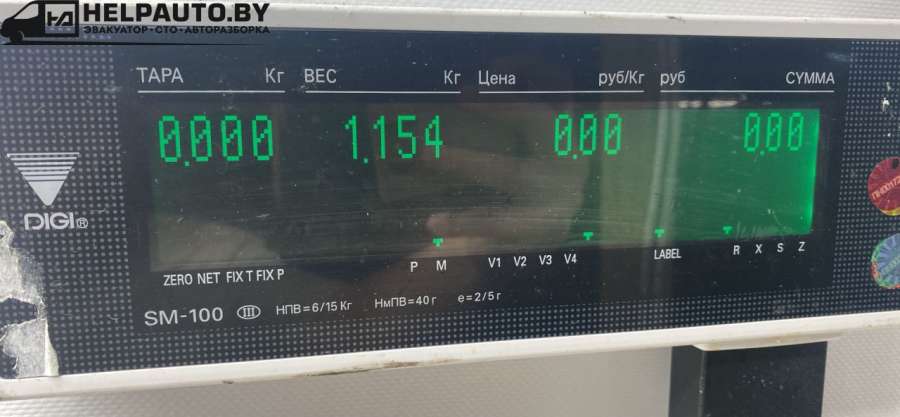 HELPAUTO.BY
ЭВАКУАТОР·СТО·АВТОРАЗБОРКА
ТАРА Кг ВЕС Кг Цена руб/Кг руб СУММА
0.000 1.154 0.00 0.00
DIGI®
ZERO NET FIX T FIX P P M V1 V2 V3 V4 LABEL R X S Z
SM-100 III НПВ=6/15 Кг НмПВ=40 г e=2/5 г